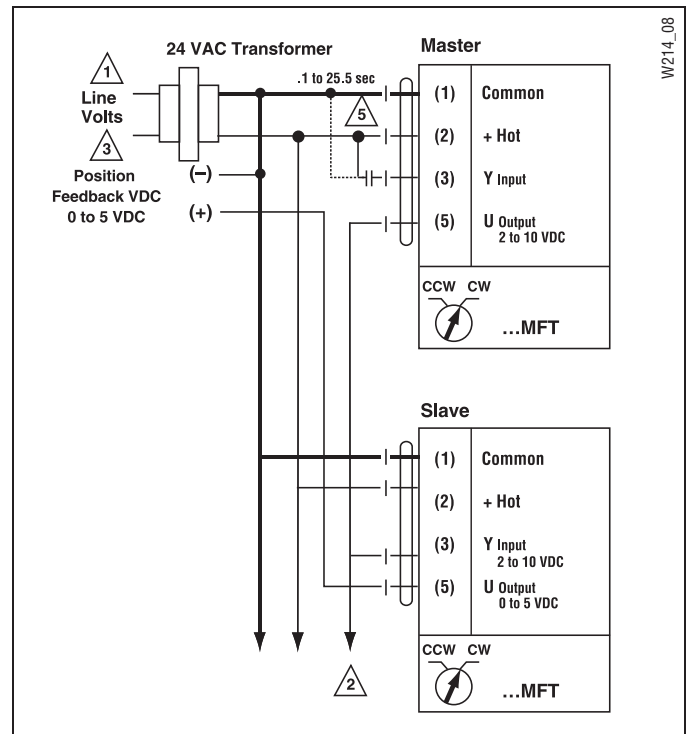 W214_08
24 VAC Transformer
1
Line
Volts
3
Position
Feedback VDC
0 to 5 VDC
(–)
(+)
.1 to 25.5 sec
5
Master
(1) Common
(2) + Hot
(3) Y Input
(5) U Output
2 to 10 VDC
CCW CW
...MFT
Slave
(1) Common
(2) + Hot
(3) Y Input
2 to 10 VDC
(5) U Output
0 to 5 VDC
CCW CW
...MFT
2